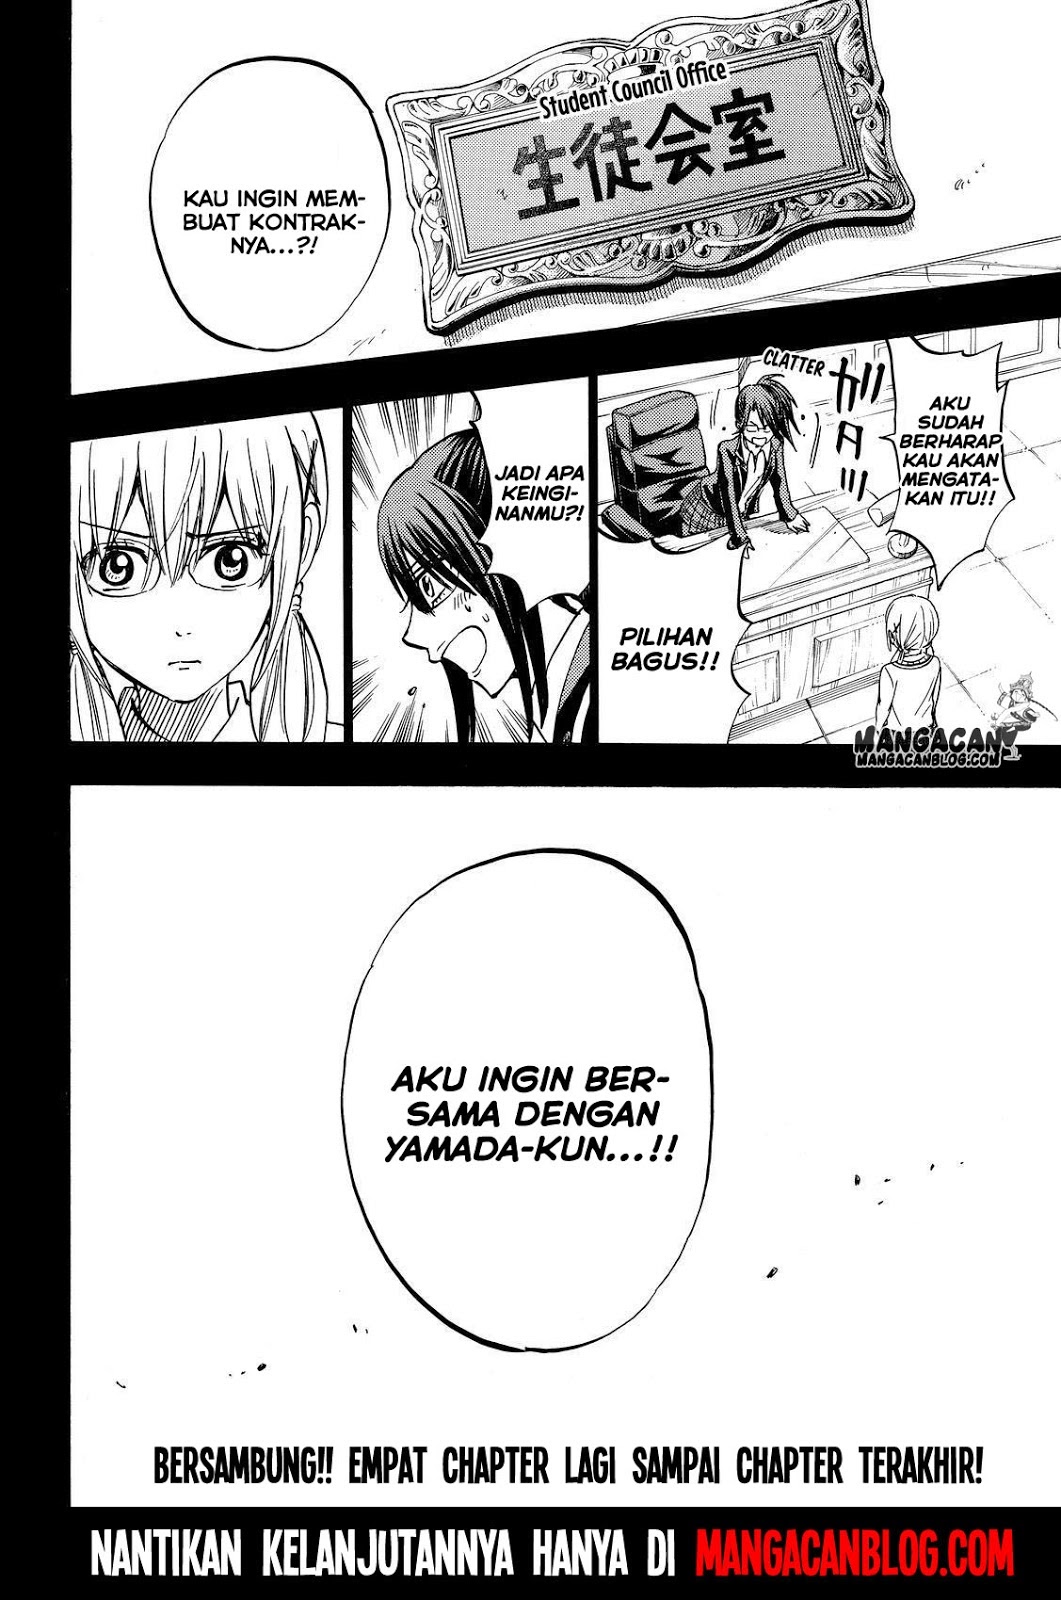 Student Council Office
生徒会室
KAU INGIN MEM-
BUAT KONTRAK-
NYA...?!
CLATTER
ガタ
AKU
SUDAH
BERHARAP
KAU AKAN
MENGATA-
KAN ITU!!
PILIHAN
BAGUS!!
JADI APA
KEINGI-
NANMU?!
MANGACAN
MANGACANBLOG.COM
AKU INGIN BER-
SAMA DENGAN
YAMADA-KUN...!!
BERSAMBUNG!! EMPAT CHAPTER LAGI SAMPAI CHAPTER TERAKHIR!
NANTIKAN KELANJUTANNYA HANYA DI MANGACANBLOG.COM